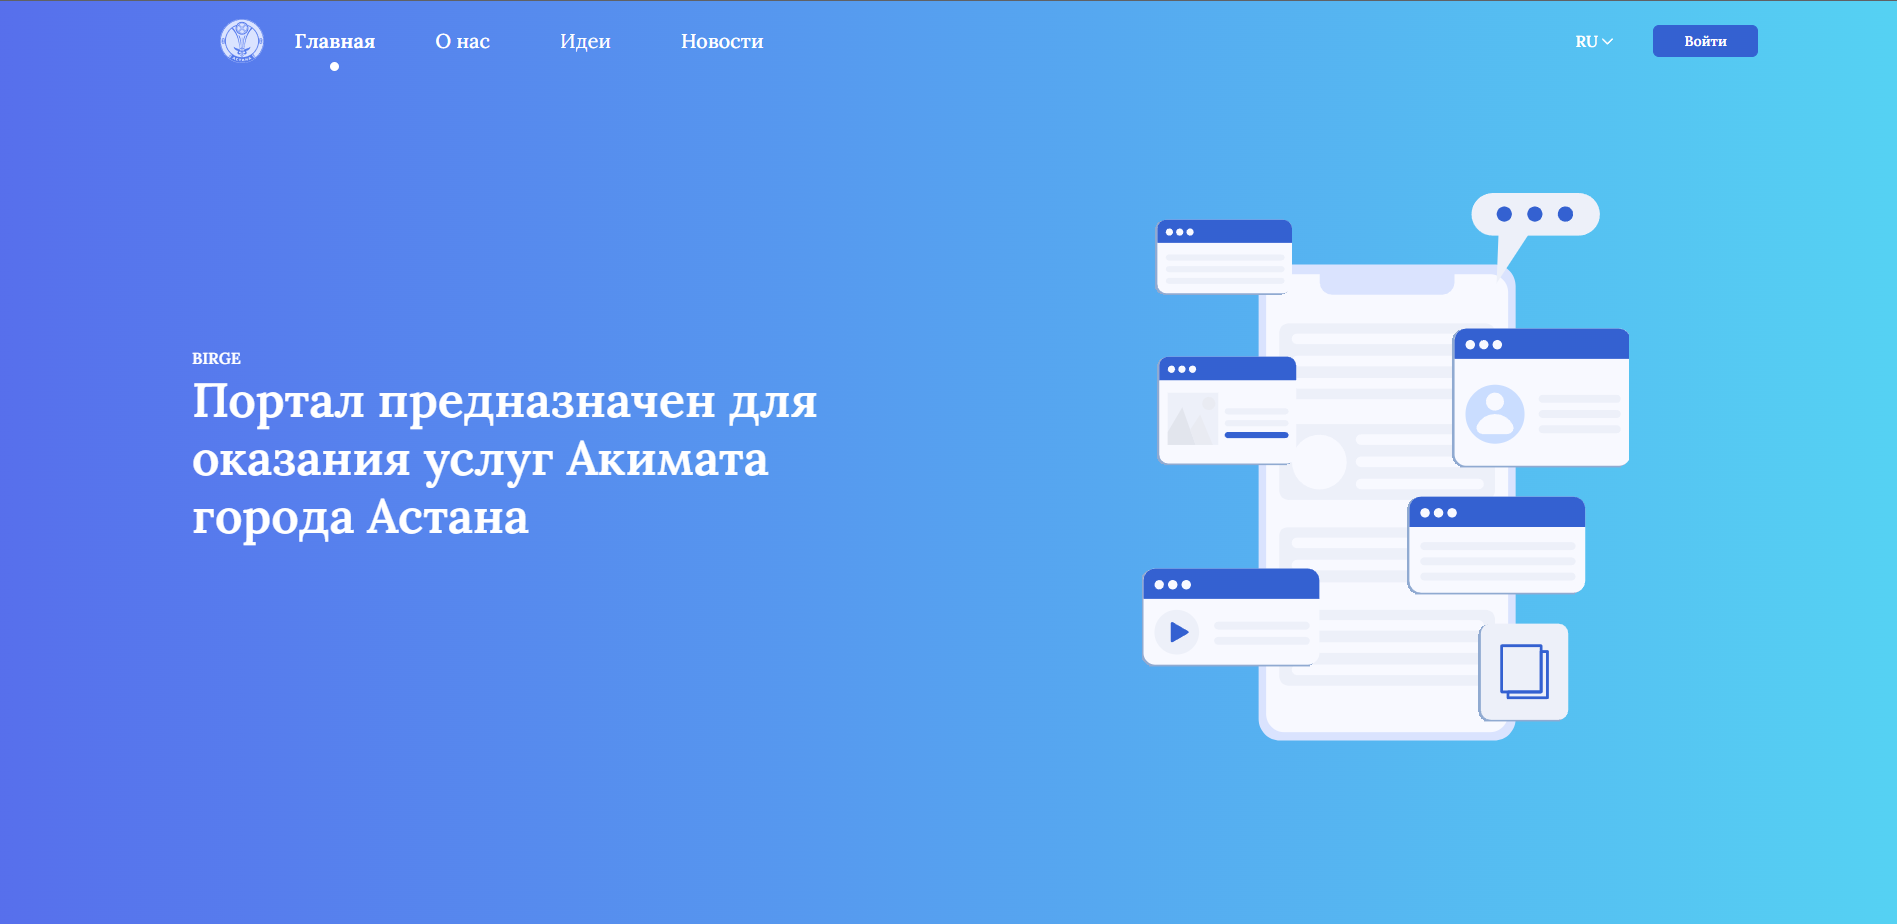 Главная
О нас
Идеи
Новости
RU
Войти
BIRGE
Портал предназначен для
оказания услуг Акимата
города Астана